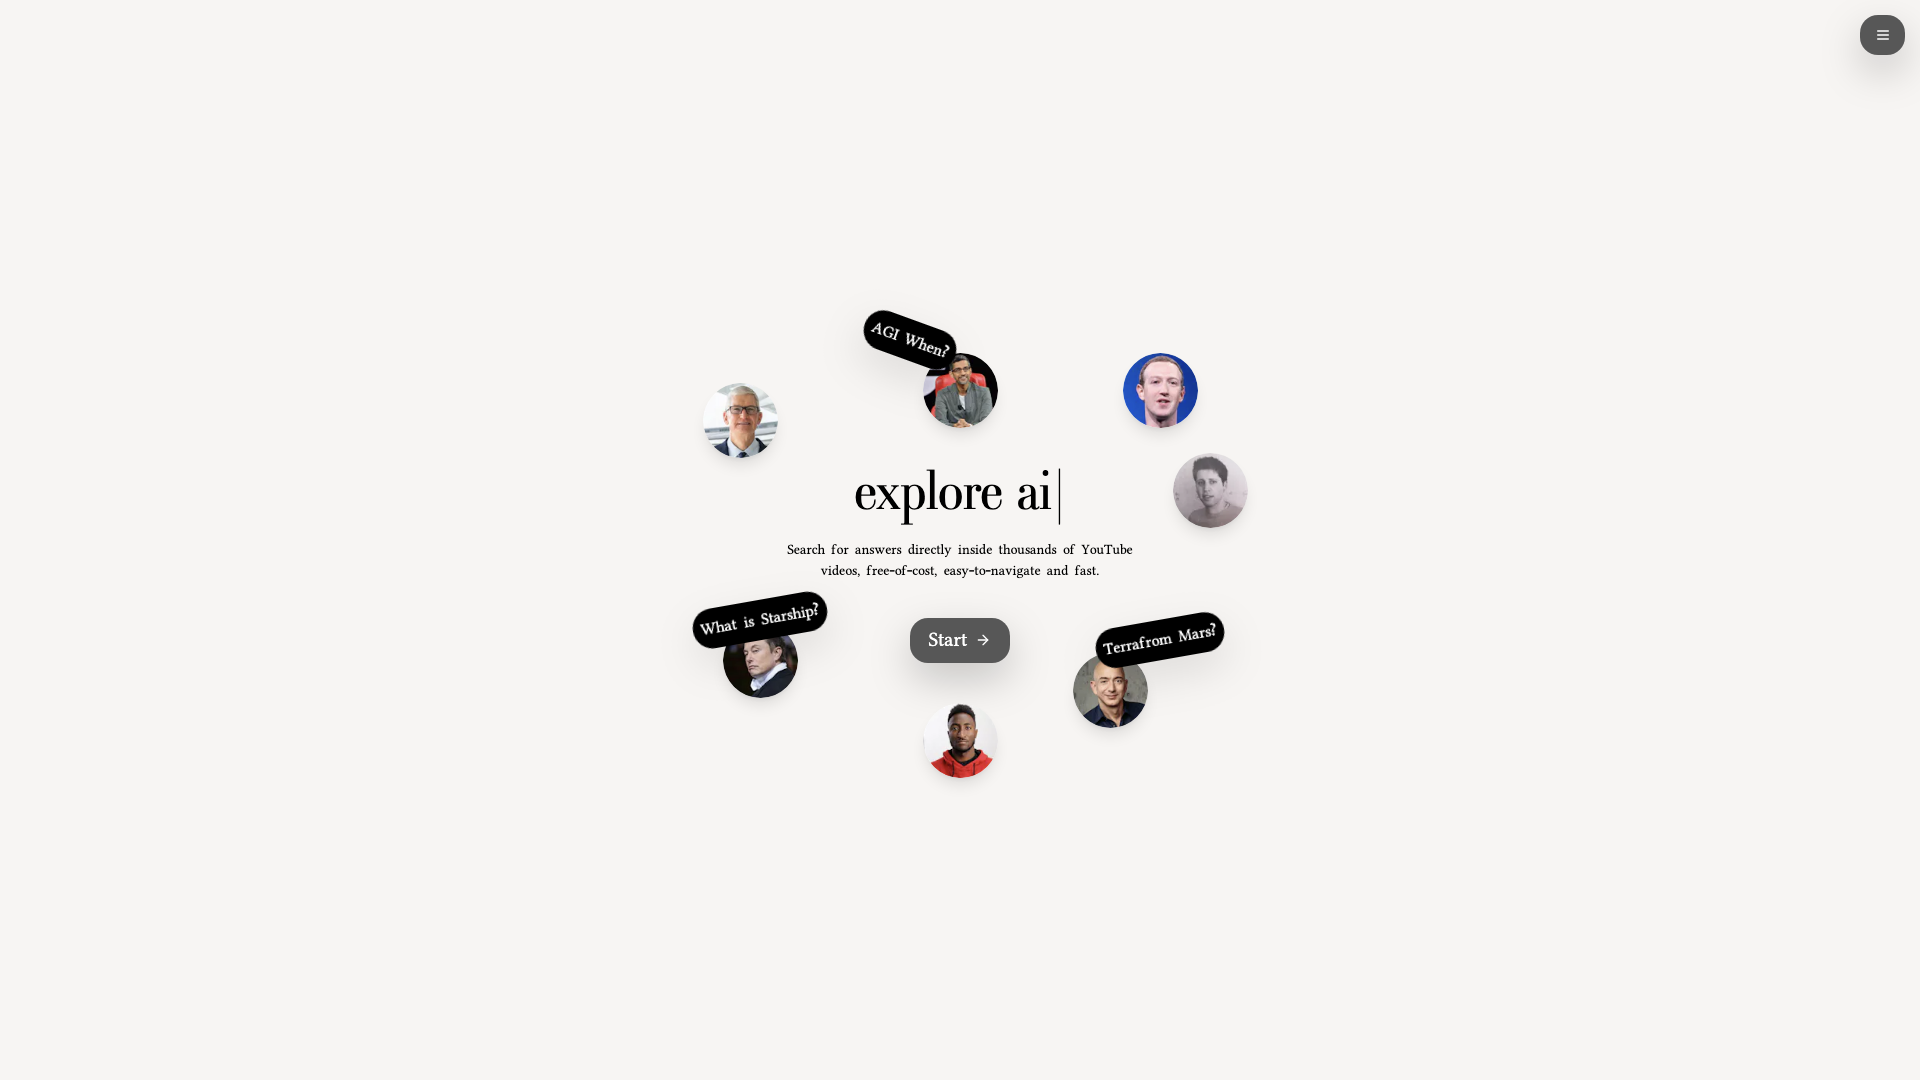 AGI When?
explore ai
Search for answers directly inside thousands of YouTube
videos, free-of-cost, easy-to-navigate and fast.
What is Starship?
Start
Terrafrom Mars?